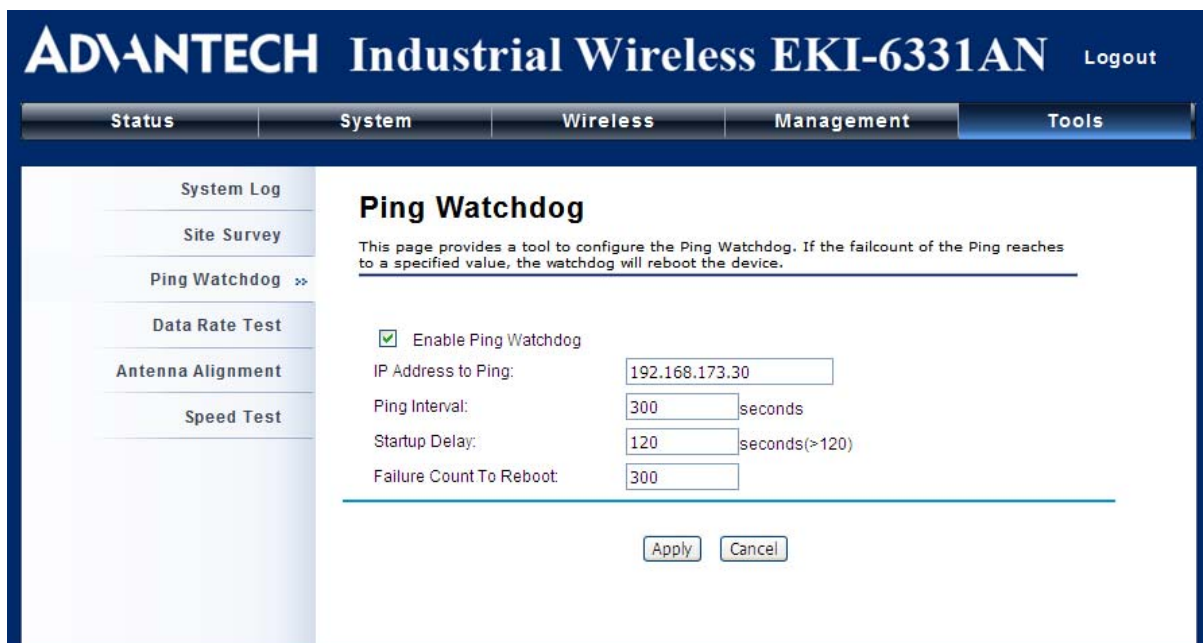 ADVANTECH Industrial Wireless EKI-6331AN Logout
Status System Wireless Management Tools
System Log
Site Survey
Ping Watchdog »
Data Rate Test
Antenna Alignment
Speed Test
Ping Watchdog
This page provides a tool to configure the Ping Watchdog. If the failcount of the Ping reaches
to a specified value, the watchdog will reboot the device.
Enable Ping Watchdog
IP Address to Ping: 192.168.173.30
Ping Interval: 300 seconds
Startup Delay: 120 seconds(>120)
Failure Count To Reboot: 300
Apply Cancel